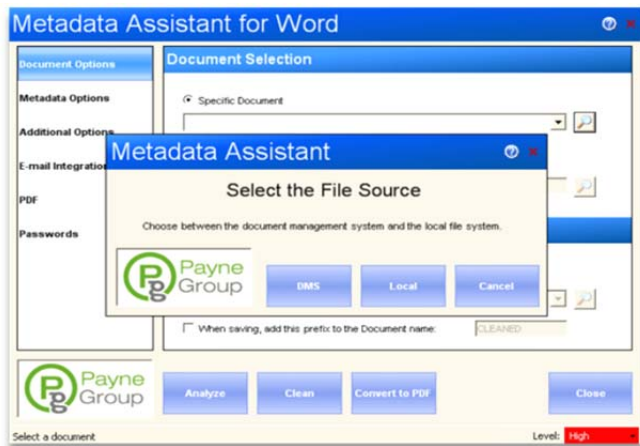 Metadata Assistant for Word
Document Options
Document Selection
Metadata Options
Specific Document
Additional Options
E-mail Integration
PDF
Passwords
Metadata Assistant
Select the File Source
Choose between the document management system and the local file system.
Payne
Group
DMS
Local
Cancel
When saving, add this prefix to the Document name:
CLEANED
Payne
Group
Analyze
Clean
Convert to PDF
Close
Select a document
Level: High